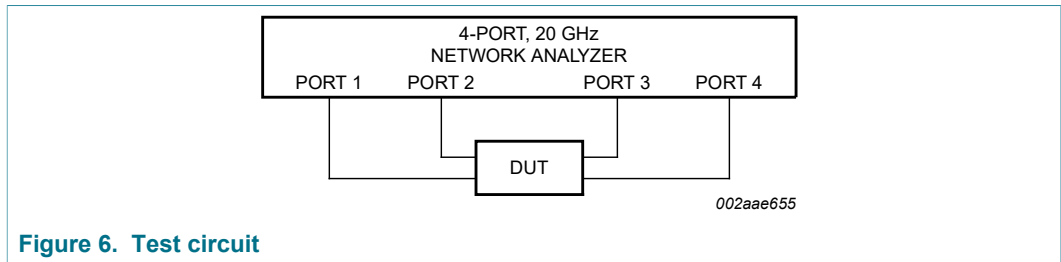 4-PORT, 20 GHz
NETWORK ANALYZER
PORT 1 PORT 2 PORT 3 PORT 4
DUT
002aae655
Figure 6. Test circuit